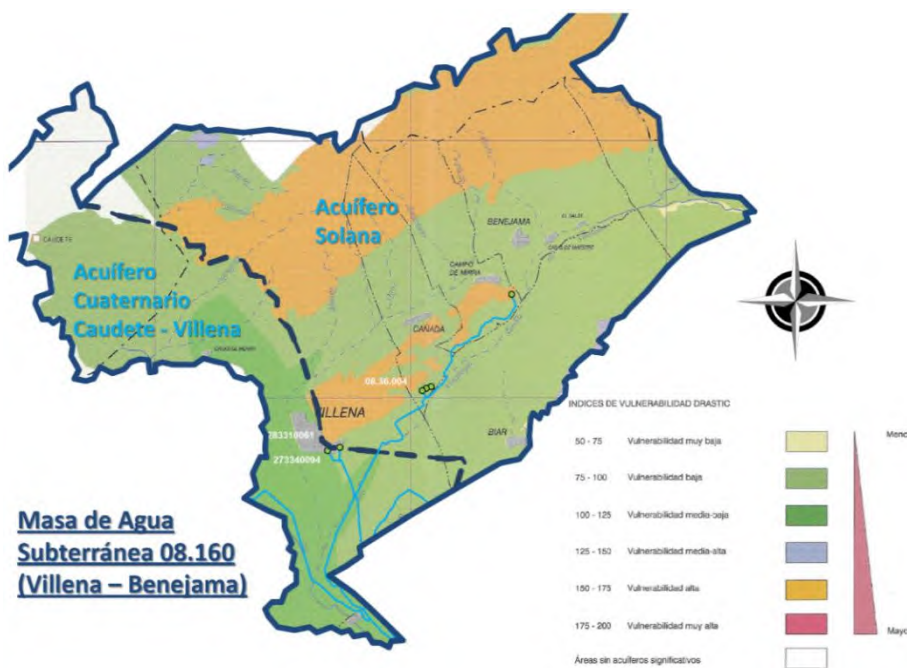 Acuífero
Solana
BENEJAMA
CAUDETE
CAMPO
DE MIRRA
Acuífero
Cuaternario
Caudete - Villena
CAÑADA
08.36.004
VILLENA
BIAR
273340094
Masa de Agua
Subterránea 08.160
(Villena – Benejama)
INDICES DE VULNERABILIDAD DRASTIC
Meno
50 - 75 Vulnerabilidad muy baja
75 - 100 Vulnerabilidad baja
100 - 125 Vulnerabilidad media-baja
125 - 150 Vulnerabilidad media-alta
150 - 175 Vulnerabilidad alta
175 - 200 Vulnerabilidad muy alta
Mayo
Áreas sin acuíferos significativos